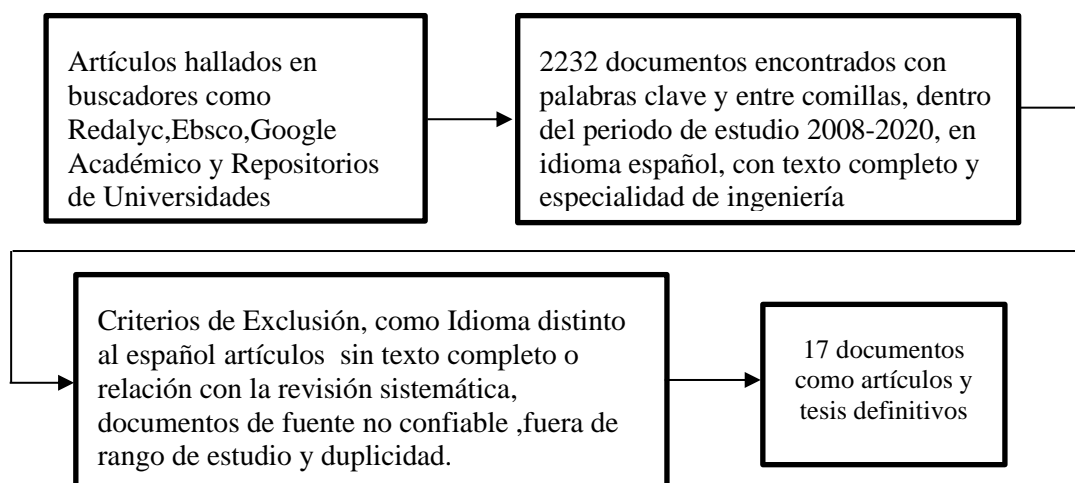 Artículos hallados en
buscadores como
Redalyc,Ebsco,Google
Académico y Repositorios
de Universidades
2232 documentos encontrados con
palabras clave y entre comillas, dentro
del periodo de estudio 2008-2020, en
idioma español, con texto completo y
especialidad de ingeniería
Criterios de Exclusión, como Idioma distinto
al español artículos  sin texto completo o
relación con la revisión sistemática,
documentos de fuente no confiable ,fuera de
rango de estudio y duplicidad.
17 documentos
como artículos y
tesis definitivos